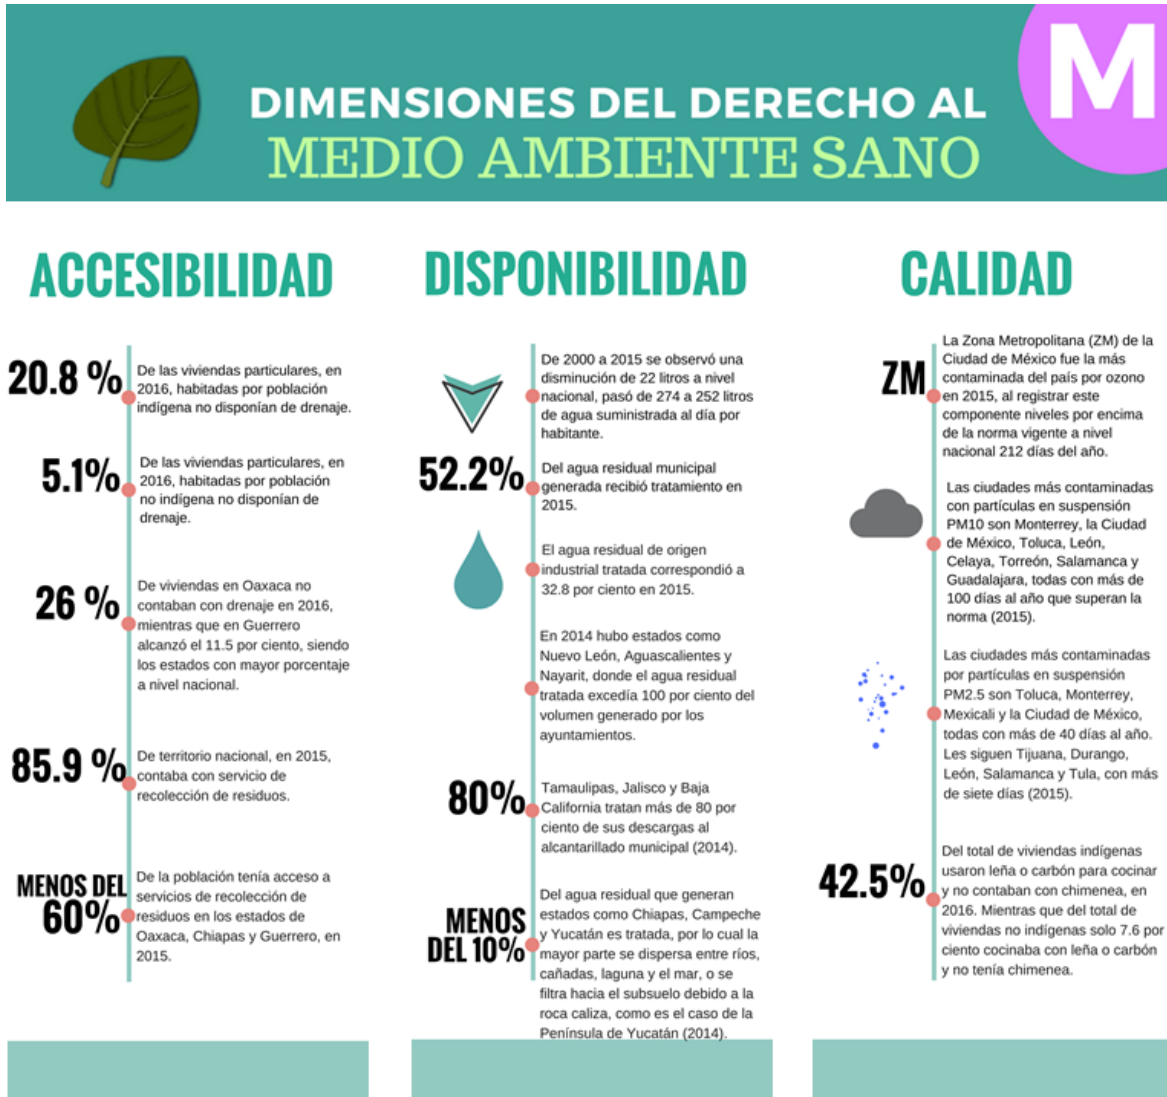 M
DIMENSIONES DEL DERECHO AL
MEDIO AMBIENTE SANO
ACCESIBILIDAD
20.8 %
De las viviendas particulares, en
2016, habitadas por población
indígena no disponían de drenaje.
5.1%
De las viviendas particulares, en
2016, habitadas por población
no indígena no disponían de
drenaje.
26 %
De viviendas en Oaxaca no
contaban con drenaje en 2016,
mientras que en Guerrero
alcanzó el 11.5 por ciento, siendo
los estados con mayor porcentaje
a nivel nacional.
85.9 %
De territorio nacional, en 2015,
contaba con servicio de
recolección de residuos.
MENOS DEL
60%
De la población tenía acceso a
servicios de recolección de
residuos en los estados de
Oaxaca, Chiapas y Guerrero, en
2015.
DISPONIBILIDAD
De 2000 a 2015 se observó una
disminución de 22 litros a nivel
nacional, pasó de 274 a 252 litros
de agua suministrada al día por
habitante.
52.2%
Del agua residual municipal
generada recibió tratamiento en
2015.
El agua residual de origen
industrial tratada correspondió a
32.8 por ciento en 2015.
En 2014 hubo estados como
Nuevo León, Aguascalientes y
Nayarit, donde el agua residual
tratada excedía 100 por ciento del
volumen generado por los
ayuntamientos.
80%
Tamaulipas, Jalisco y Baja
California tratan más de 80 por
ciento de sus descargas al
alcantarillado municipal (2014).
MENOS
DEL 10%
Del agua residual que generan
estados como Chiapas, Campeche
y Yucatán es tratada, por lo cual la
mayor parte se dispersa entre ríos,
cañadas, laguna y el mar, o se
filtra hacia el subsuelo debido a la
roca caliza, como es el caso de la
Península de Yucatán (2014).
CALIDAD
ZM
La Zona Metropolitana (ZM) de la
Ciudad de México fue la más
contaminada del país por ozono
en 2015, al registrar este
componente niveles por encima
de la norma vigente a nivel
nacional 212 días del año.
Las ciudades más contaminadas
con partículas en suspensión
PM10 son Monterrey, la Ciudad
de México, Toluca, León,
Celaya, Torreón, Salamanca y
Guadalajara, todas con más de
100 días al año que superan la
norma (2015).
Las ciudades más contaminadas
por partículas en suspensión
PM2.5 son Toluca, Monterrey,
Mexicali y la Ciudad de México,
todas con más de 40 días al año.
Les siguen Tijuana, Durango,
León, Salamanca y Tula, con más
de siete días (2015).
42.5%
Del total de viviendas indígenas
usaron leña o carbón para cocinar
y no contaban con chimenea, en
2016. Mientras que del total de
viviendas no indígenas solo 7.6 por
ciento cocinaba con leña o carbón
y no tenía chimenea.